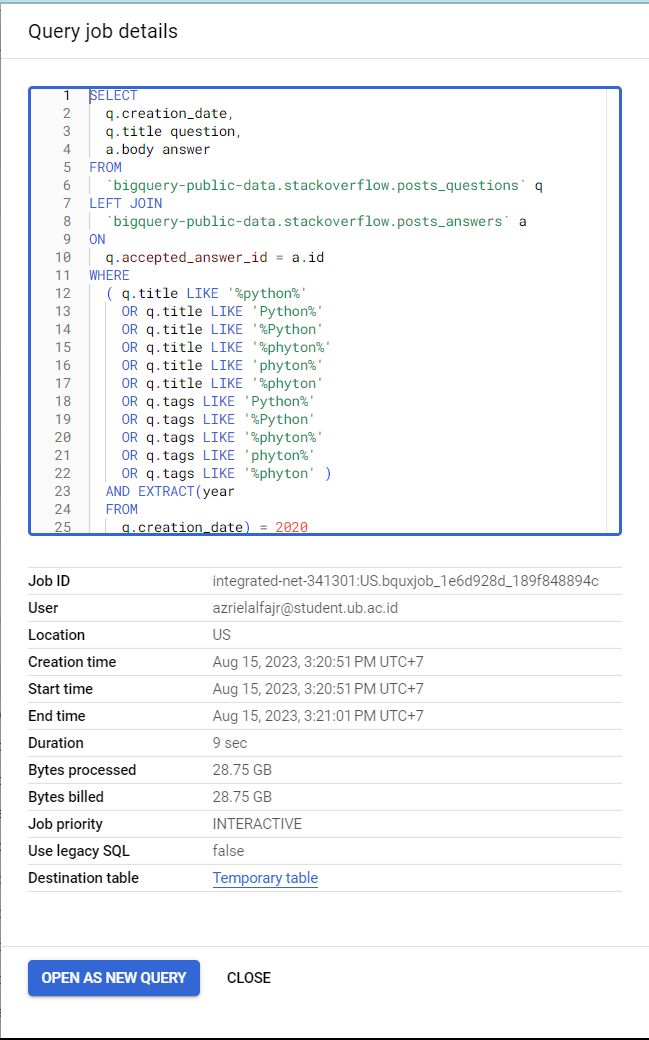 Query job details
1 SELECT
2 q.creation_date,
3 q.title question,
4 a.body answer
5 FROM
6 `bigquery-public-data.stackoverflow.posts_questions` q
7 LEFT JOIN
8 `bigquery-public-data.stackoverflow.posts_answers` a
9 ON
10 q.accepted_answer_id = a.id
11 WHERE
12 ( q.title LIKE '%python%'
13 OR q.title LIKE 'Python%'
14 OR q.title LIKE '%Python'
15 OR q.title LIKE '%phyton%'
16 OR q.title LIKE 'phyton%'
17 OR q.title LIKE '%phyton'
18 OR q.tags LIKE 'Python%'
19 OR q.tags LIKE '%Python'
20 OR q.tags LIKE '%phyton%'
21 OR q.tags LIKE 'phyton%'
22 OR q.tags LIKE '%phyton' )
23 AND EXTRACT(year
24 FROM
25 q.creation_date) = 2020
Job ID integrated-net-341301:US.bquxjob_1e6d928d_189f848894c
User azrielalfajr@student.ub.ac.id
Location US
Creation time Aug 15, 2023, 3:20:51 PM UTC+7
Start time Aug 15, 2023, 3:20:51 PM UTC+7
End time Aug 15, 2023, 3:21:01 PM UTC+7
Duration 9 sec
Bytes processed 28.75 GB
Bytes billed 28.75 GB
Job priority INTERACTIVE
Use legacy SQL false
Destination table Temporary table
OPEN AS NEW QUERY CLOSE